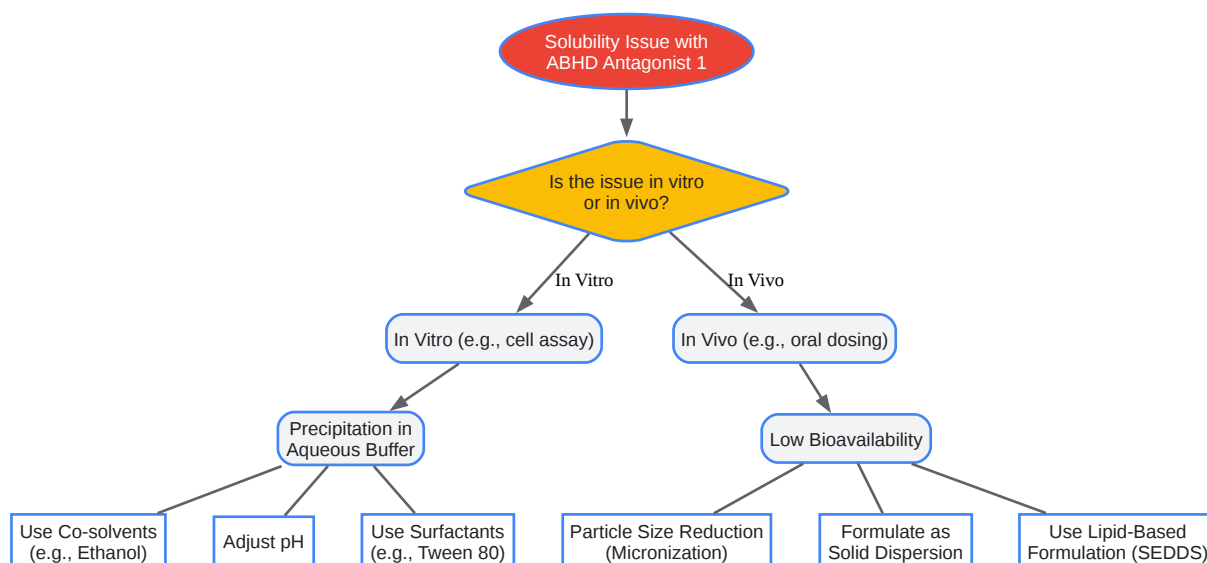 Solubility Issue with
ABHD Antagonist 1
Is the issue in vitro
or in vivo?
In Vitro
In Vivo
In Vitro (e.g., cell assay)
In Vivo (e.g., oral dosing)
Precipitation in
Aqueous Buffer
Low Bioavailability
Use Co-solvents
(e.g., Ethanol)
Adjust pH
Use Surfactants
(e.g., Tween 80)
Particle Size Reduction
(Micronization)
Formulate as
Solid Dispersion
Use Lipid-Based
Formulation (SEDDS)